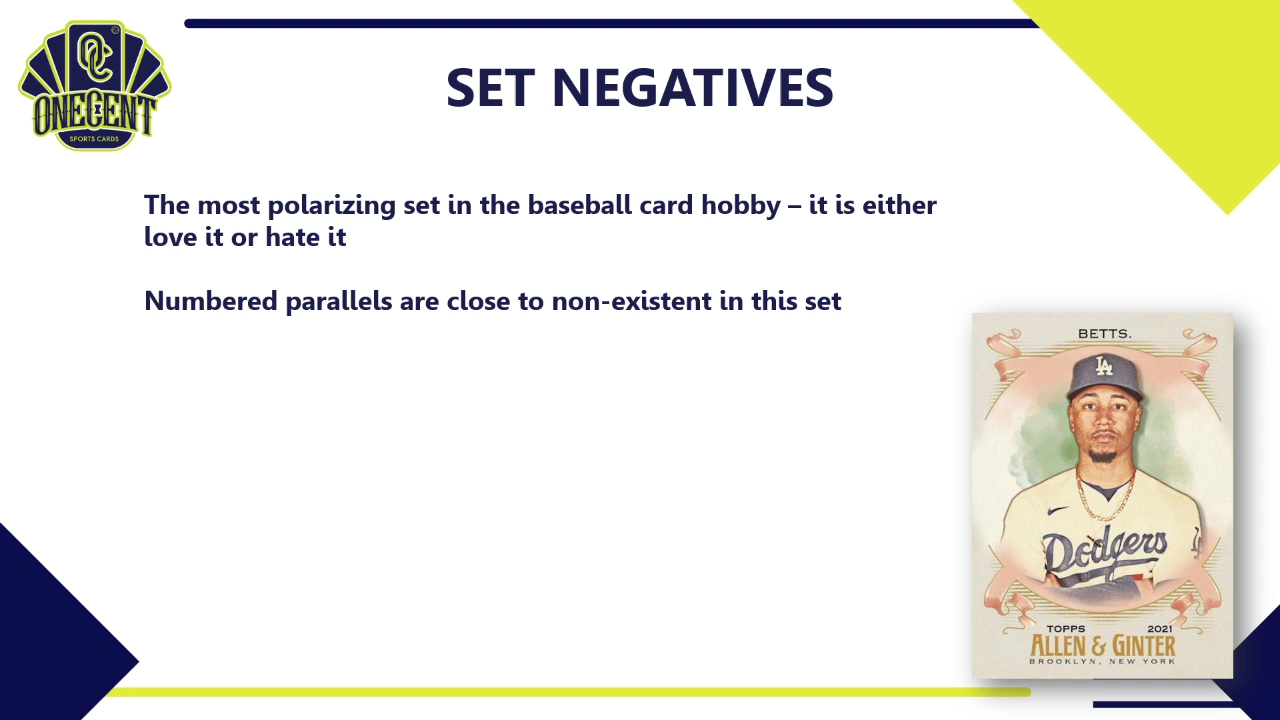 OC
ONECENT
SPORTS CARDS
SET NEGATIVES
The most polarizing set in the baseball card hobby – it is either
love it or hate it
Numbered parallels are close to non-existent in this set
BETTS.
LA
Dodgers
TOPPS 2021
ALLEN & GINTER
BROOKLYN, NEW YORK